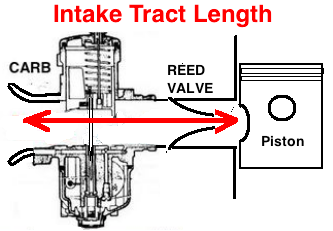 Intake Tract Length
CARB
REED
VALVE
Piston